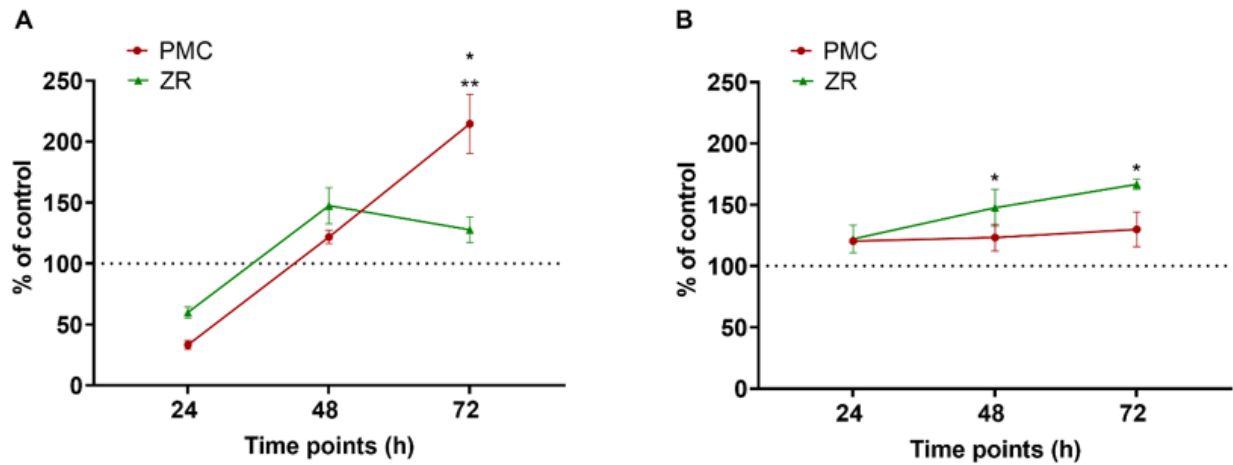 A
PMC
ZR
*
**
250
200
150
100
50
0
% of control
24 48 72
Time points (h)
B
PMC
ZR
* *
250
200
150
100
50
0
% of control
24 48 72
Time points (h)